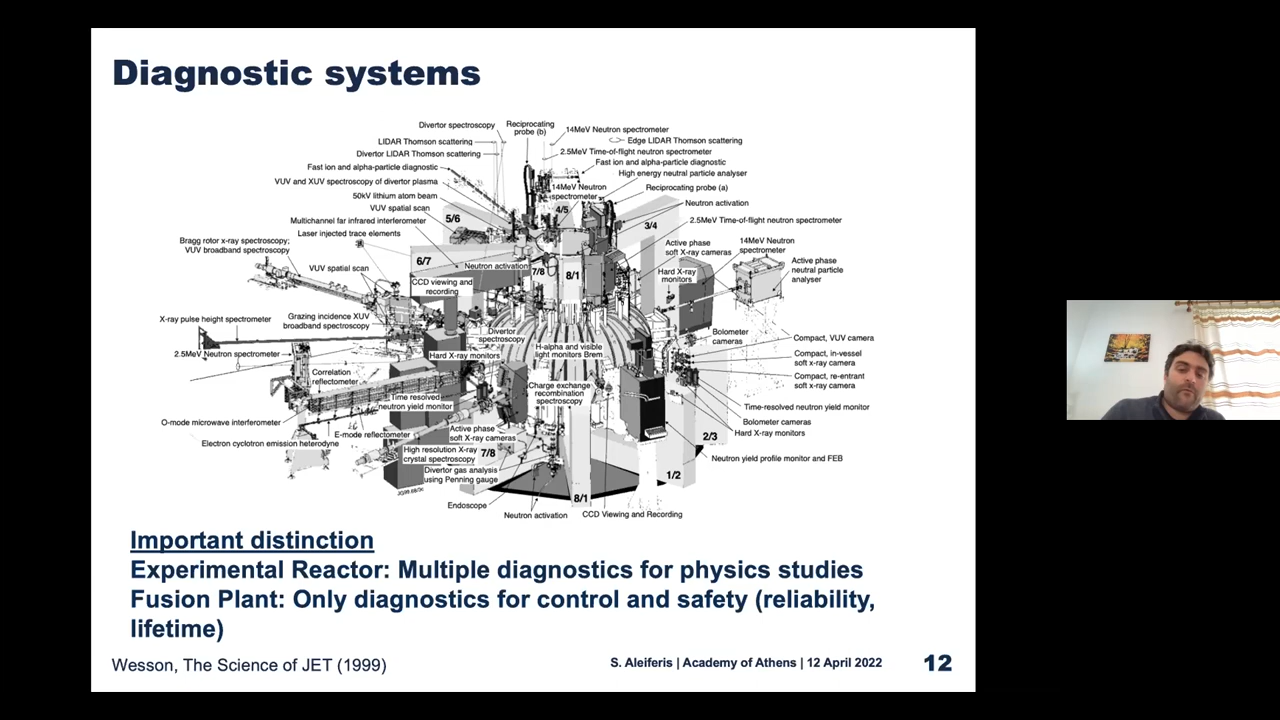 Diagnostic systems
Divertor spectroscopy
Reciprocating
probe (b)
14MeV Neutron spectrometer
LIDAR Thomson scattering
Edge LIDAR Thomson scattering
Divertor LIDAR Thomson scattering
2.5MeV Time-of-flight neutron spectrometer
Fast ion and alpha-particle diagnostic
Fast ion and alpha-particle diagnostic
High energy neutral particle analyser
VUV and XUV spectroscopy of divertor plasma
14MeV Neutron
spectrometer
Reciprocating probe (a)
50kV lithium atom beam
Neutron activation
VUV spatial scan
4/5
5/6
3/4
Multichannel far infrared interferometer
2.5MeV Time-of-flight neutron spectrometer
Laser injected trace elements
Bragg rotor x-ray spectroscopy;
VUV broadband spectroscopy
Active phase
soft X-ray cameras
14MeV Neutron
spectrometer
6/7
Neutron activation
7/8
8/1
Active phase
neutral particle
analyser
VUV spatial scan
Hard X-ray
monitors
CCD viewing and
recording
X-ray pulse height spectrometer
Grazing incidence XUV
broadband spectroscopy
Divertor
spectroscopy
Bolometer
cameras
Compact, VUV camera
2.5MeV Neutron spectrometer
Hard X-ray monitors
H-alpha and visible
light monitors Brem
Compact, in-vessel
soft x-ray camera
Correlation
reflectometer
Compact, re-entrant
soft x-ray camera
Charge exchange
recombination
spectroscopy
Time resolved
neutron yield monitor
Time-resolved neutron yield monitor
O-mode microwave interferometer
Bolometer cameras
E-mode reflectometer
Active phase
soft X-ray cameras
Hard X-ray monitors
2/3
Electron cyclotron emission heterodyne
High resolution X-ray
crystal spectroscopy
7/8
Neutron yield profile monitor and FEB
Divertor gas analysis
using Penning gauge
1/2
8/1
Endoscope
Neutron activation
CCD Viewing and Recording
Important distinction
Experimental Reactor: Multiple diagnostics for physics studies
Fusion Plant: Only diagnostics for control and safety (reliability,
lifetime)
Wesson, The Science of JET (1999)
S. Aleiferis | Academy of Athens | 12 April 2022
12